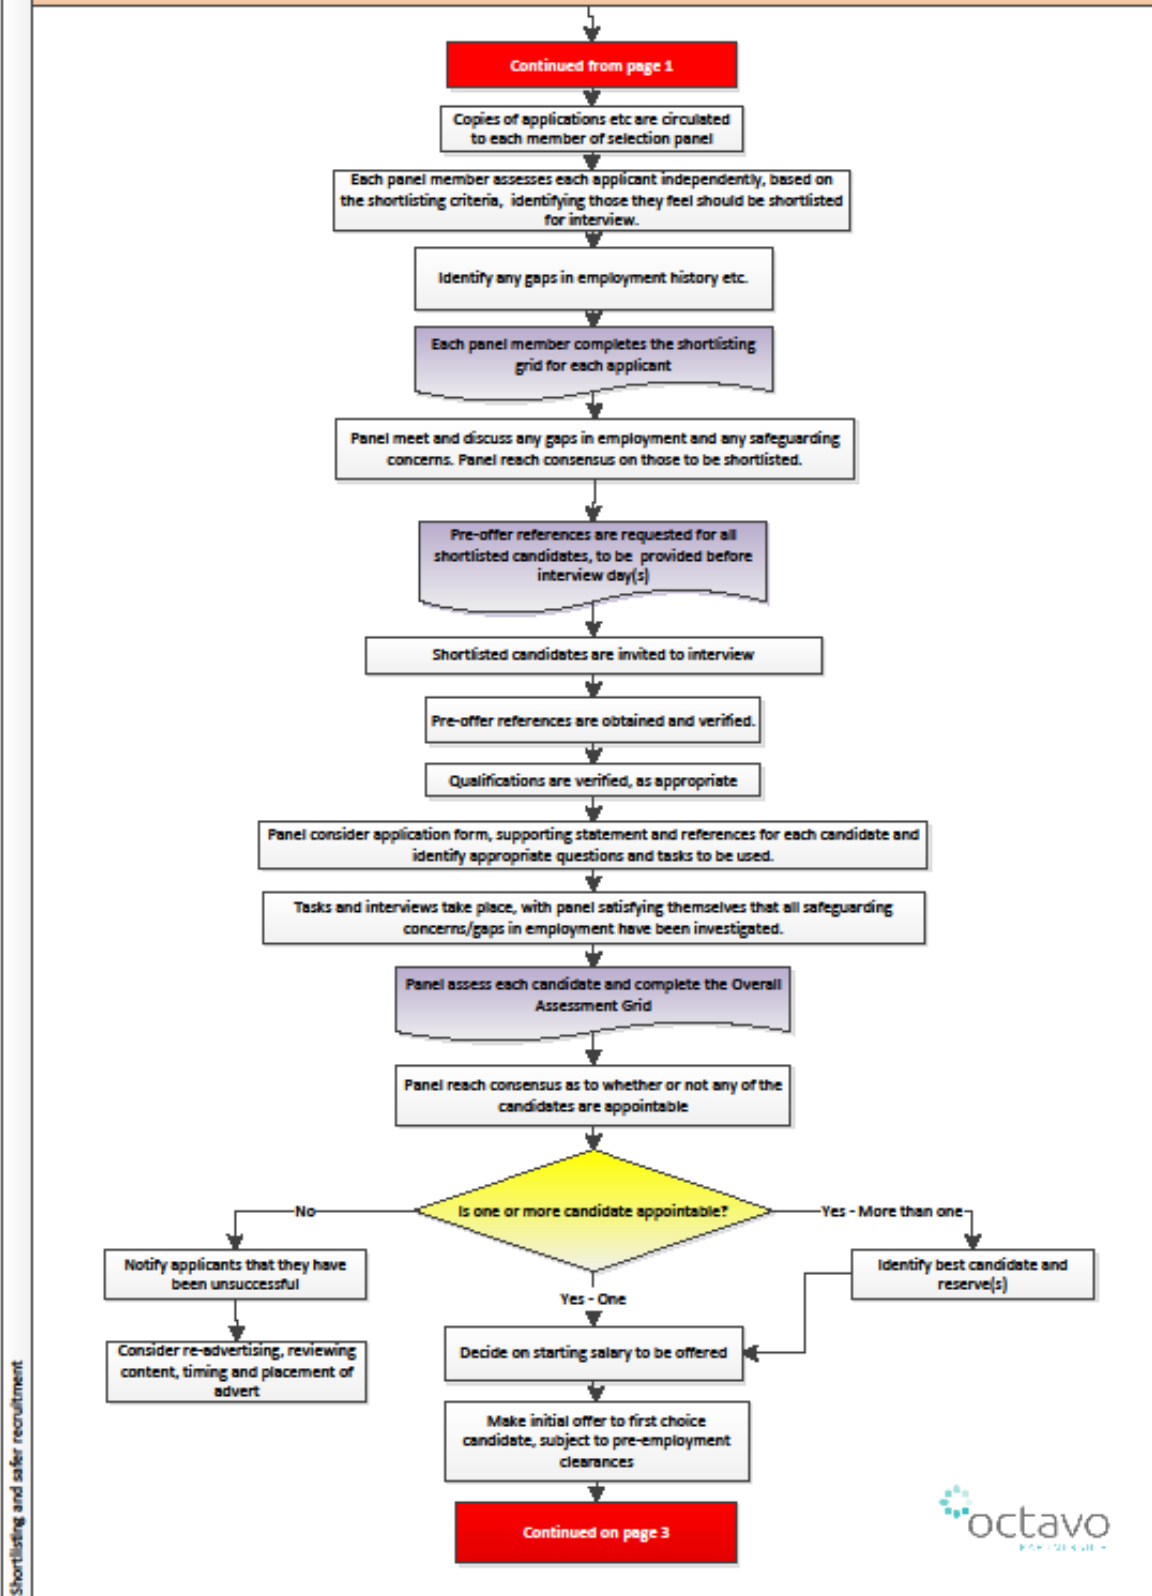 Continued from page 1
Copies of applications etc are circulated
to each member of selection panel
Each panel member assesses each applicant independently, based on
the shortlisting criteria, identifying those they feel should be shortlisted
for interview.
Identify any gaps in employment history etc.
Each panel member completes the shortlisting
grid for each applicant
Panel meet and discuss any gaps in employment and any safeguarding
concerns. Panel reach consensus on those to be shortlisted.
Pre-offer references are requested for all
shortlisted candidates, to be provided before
interview day(s)
Shortlisted candidates are invited to interview
Pre-offer references are obtained and verified.
Qualifications are verified, as appropriate
Panel consider application form, supporting statement and references for each candidate and
identify appropriate questions and tasks to be used.
Tasks and interviews take place, with panel satisfying themselves that all safeguarding
concerns/gaps in employment have been investigated.
Panel assess each candidate and complete the Overall
Assessment Grid
Panel reach consensus as to whether or not any of the
candidates are appointable
Is one or more candidate appointable?
No
Yes - More than one
Notify applicants that they have
been unsuccessful
Identify best candidate and
reserve(s)
Yes - One
Consider re-advertising, reviewing
content, timing and placement of
advert
Decide on starting salary to be offered
Make initial offer to first choice
candidate, subject to pre-employment
clearances
Continued on page 3
Shortlisting and safer recruitment
octavo
PARTNERSHIP